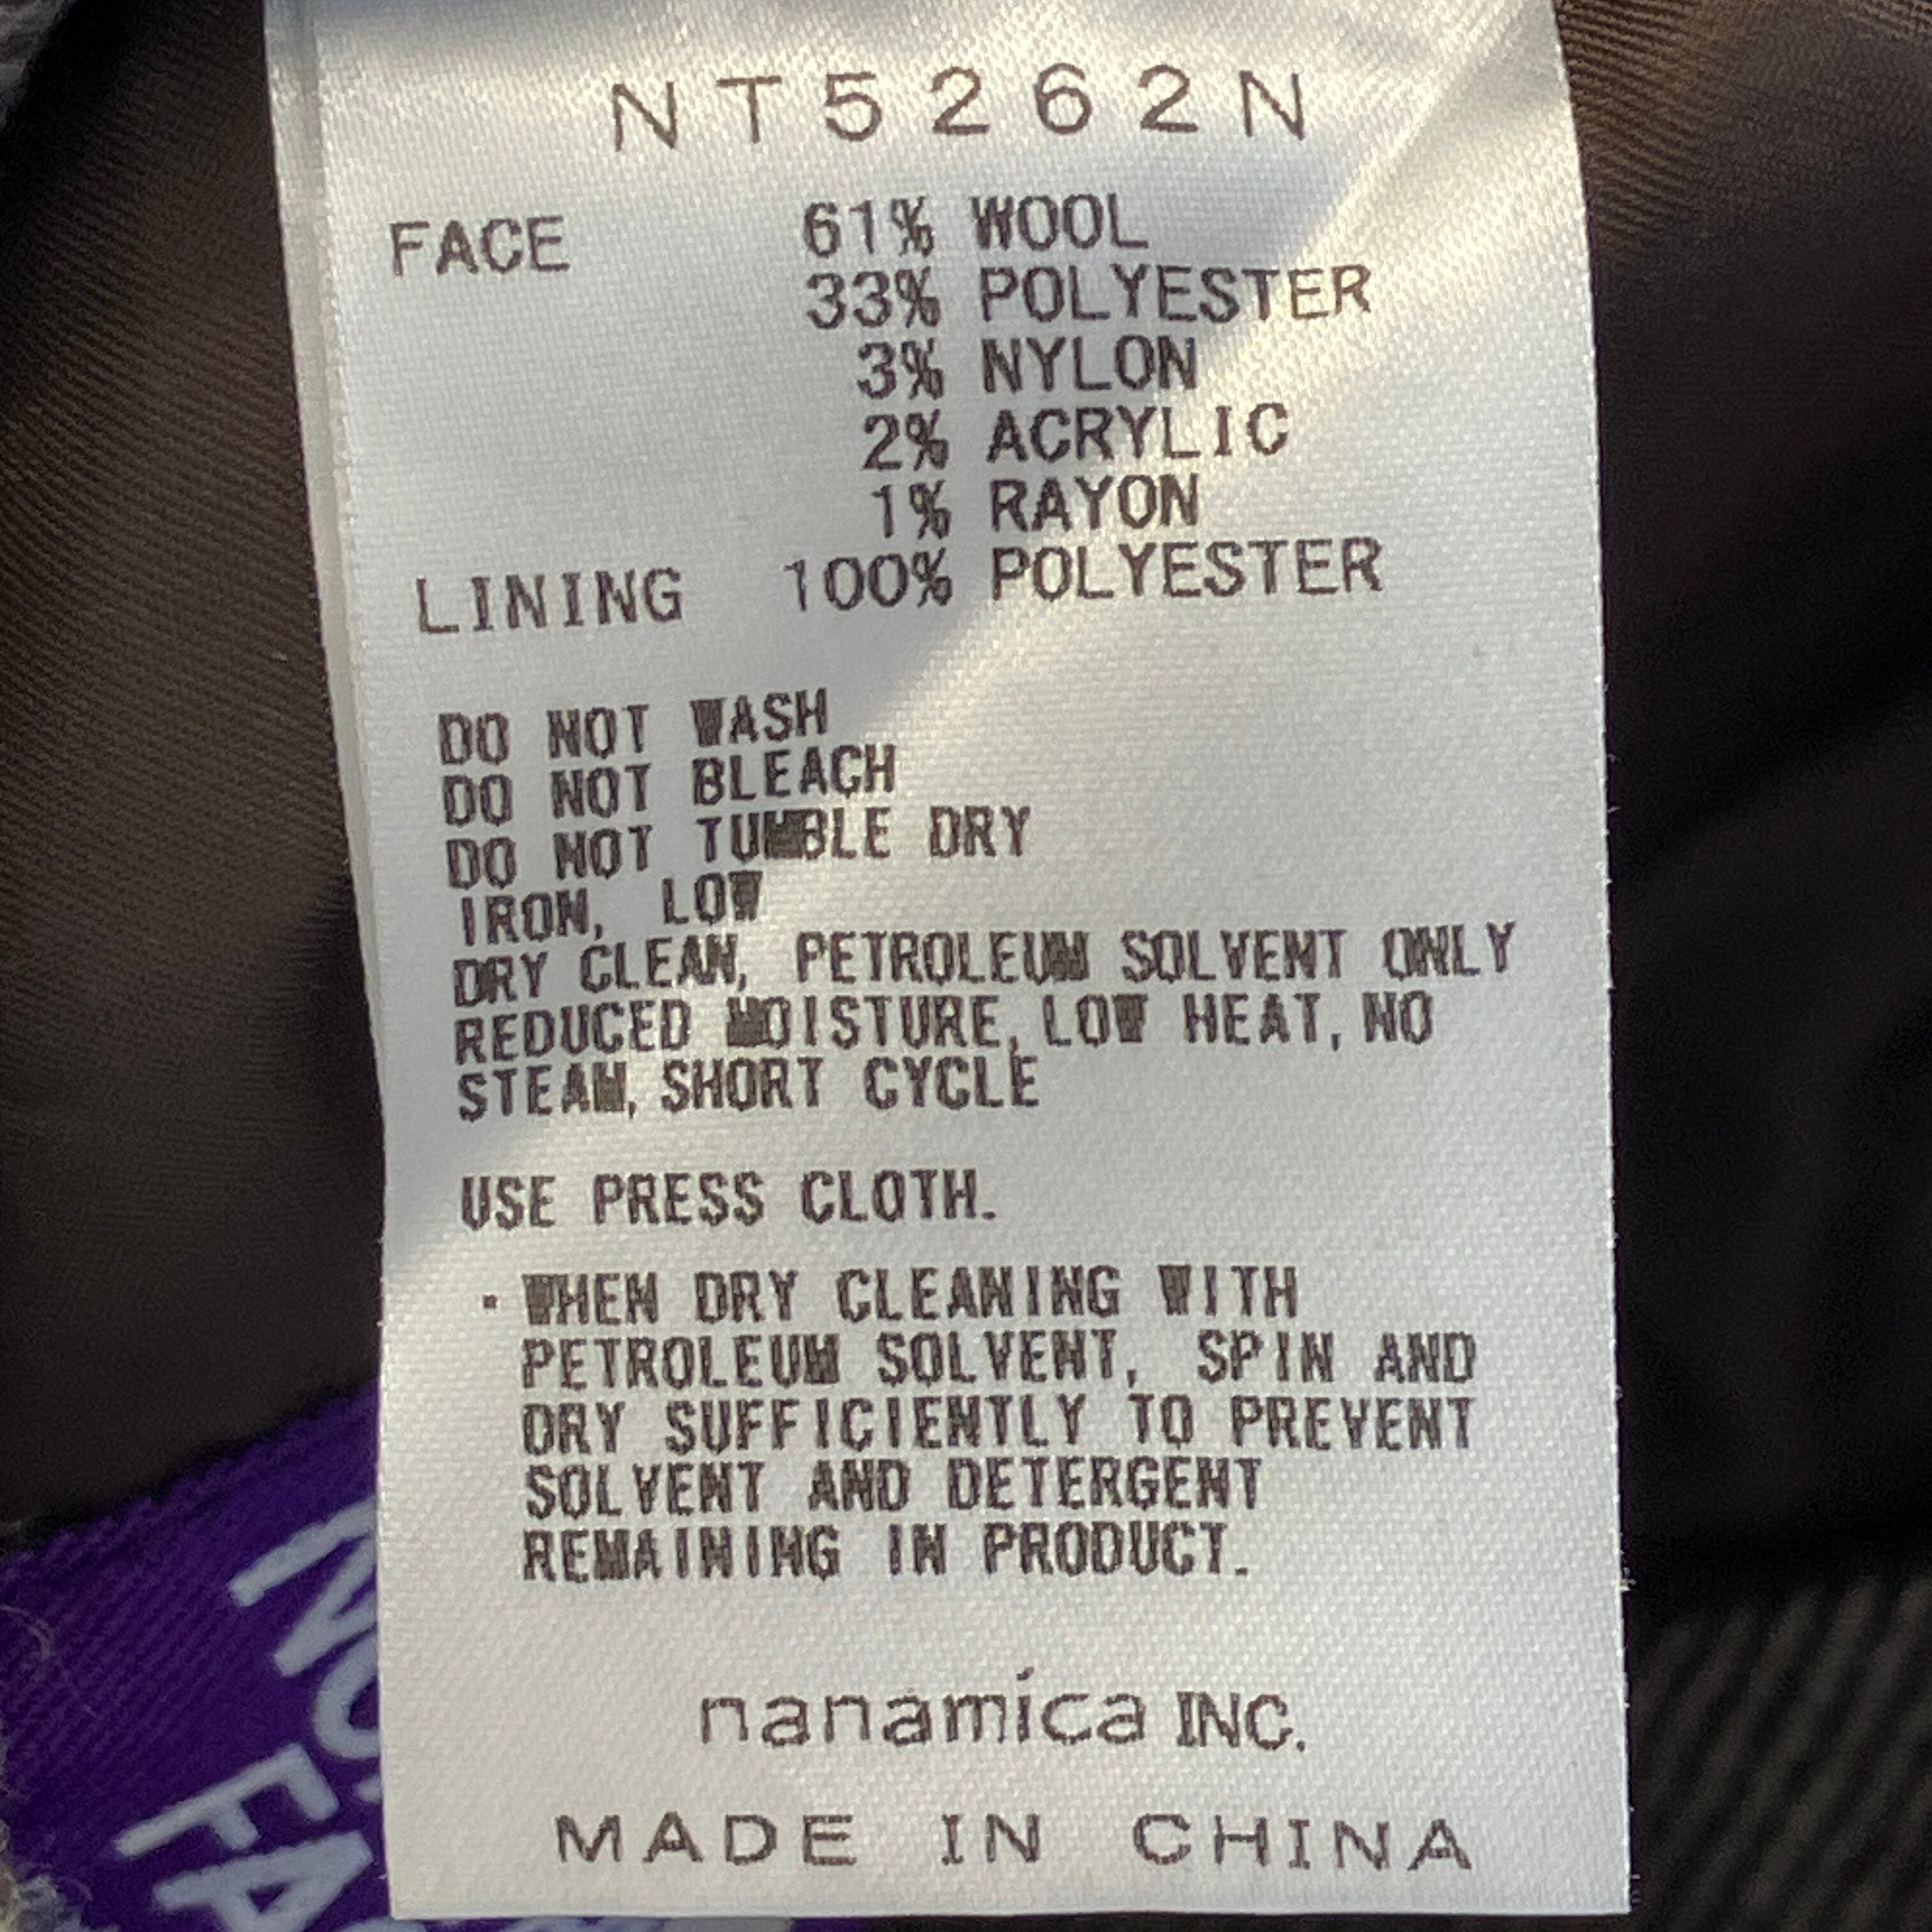 NT5262N
FACE 61% WOOL
33% POLYESTER
3% NYLON
2% ACRYLIC
1% RAYON
LINING 100% POLYESTER
DO NOT WASH
DO NOT BLEACH
DO NOT TUMBLE DRY
IRON, LOW
DRY CLEAN, PETROLEUM SOLVENT ONLY
REDUCED MOISTURE, LOW HEAT, NO
STEAM, SHORT CYCLE
USE PRESS CLOTH.
・WHEN DRY CLEANING WITH
PETROLEUM SOLVENT, SPIN AND
DRY SUFFICIENTLY TO PREVENT
SOLVENT AND DETERGENT
REMAINING IN PRODUCT.
nanamica INC.
MADE IN CHINA